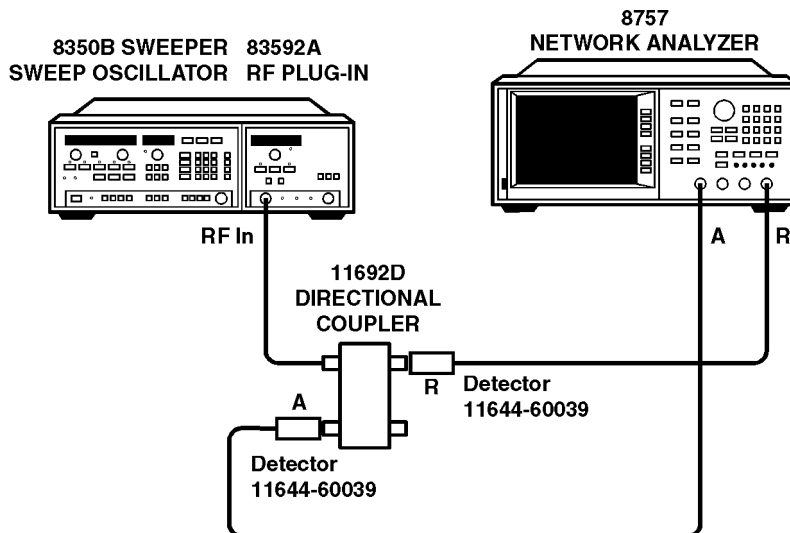 8350B SWEEPER
SWEEP OSCILLATOR
83592A
RF PLUG-IN
8757
NETWORK ANALYZER
RF In
A
R
11692D
DIRECTIONAL
COUPLER
R
Detector
11644-60039
A
Detector
11644-60039